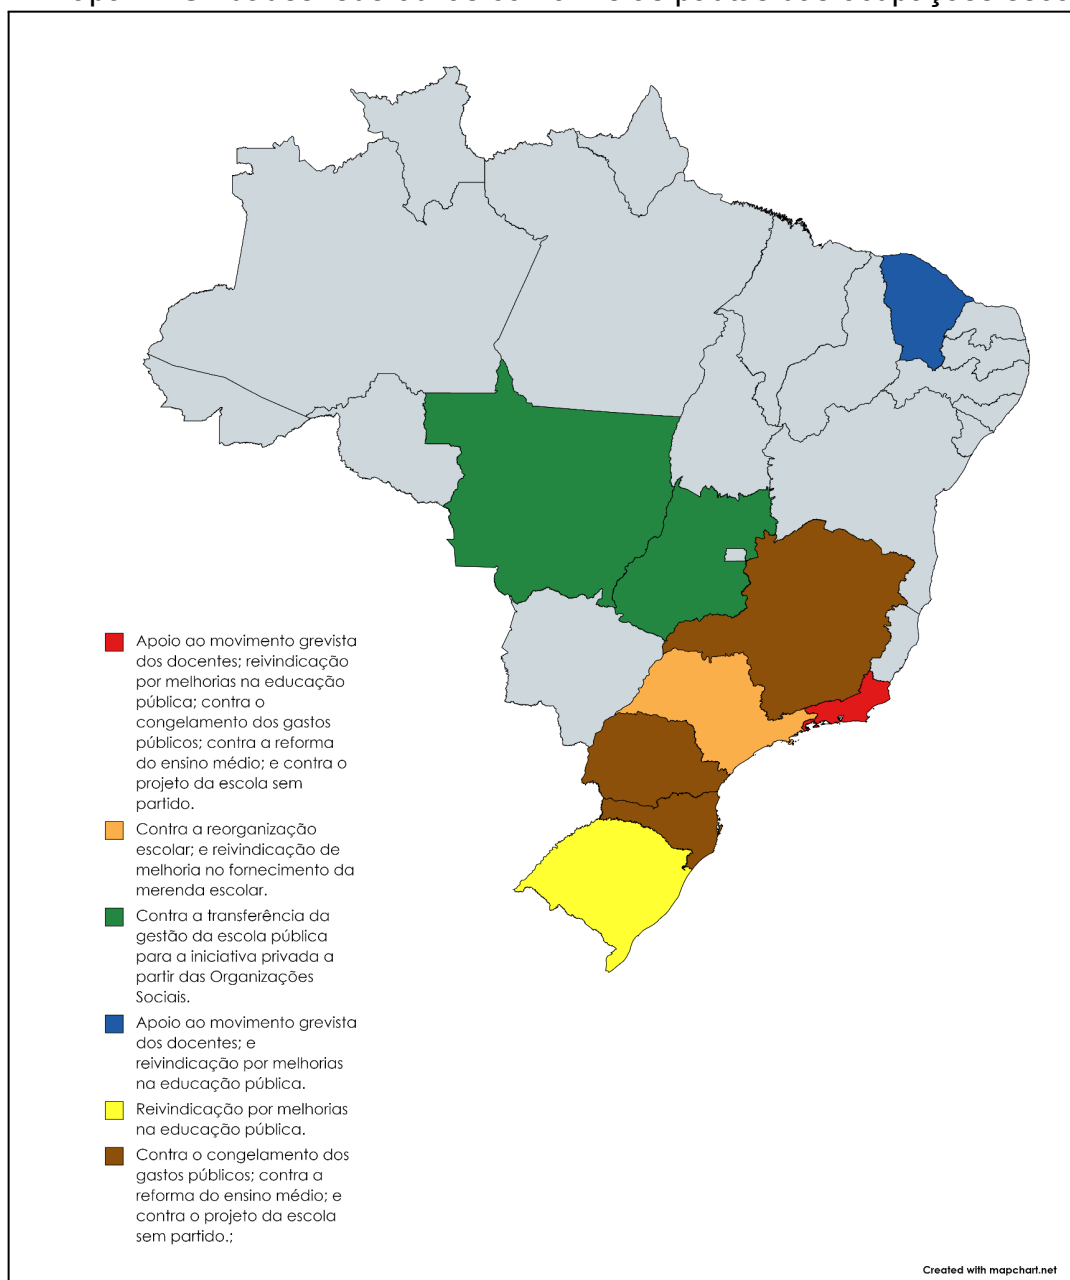 Apoio ao movimento grevista
dos docentes; reivindicação
por melhorias na educação
pública; contra o
congelamento dos gastos
públicos; contra a reforma
do ensino médio; e contra o
projeto da escola sem
partido.
Contra a reorganização
escolar; e reivindicação de
melhoria no fornecimento da
merenda escolar.
Contra a transferência da
gestão da escola pública
para a iniciativa privada a
partir das Organizações
Sociais.
Apoio ao movimento grevista
dos docentes; e
reivindicação por melhorias
na educação pública.
Reivindicação por melhorias
na educação pública.
Contra o congelamento dos
gastos públicos; contra a
reforma do ensino médio; e
contra o projeto da escola
sem partido.;
Created with mapchart.net